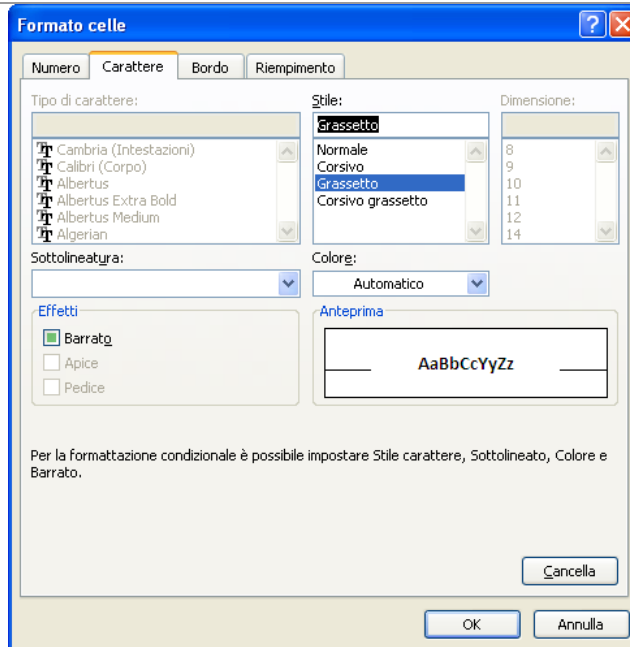 Formato celle
Numero Carattere Bordo Riempimento
Tipo di carattere: Stile: Dimensione:
Grassetto
Cambria (Intestazioni) Normale 8
Calibri (Corpo) Corsivo 9
Albertus Grassetto 10
Albertus Extra Bold Corsivo grassetto 11
Albertus Medium 12
Algerian 14
Sottolineatura: Colore:
Automatico
Effetti Anteprima
Barrato
Apice AaBbCcYyZz
Pedice
Per la formattazione condizionale è possibile impostare Stile carattere, Sottolineato, Colore e
Barrato.
Cancella
OK Annulla